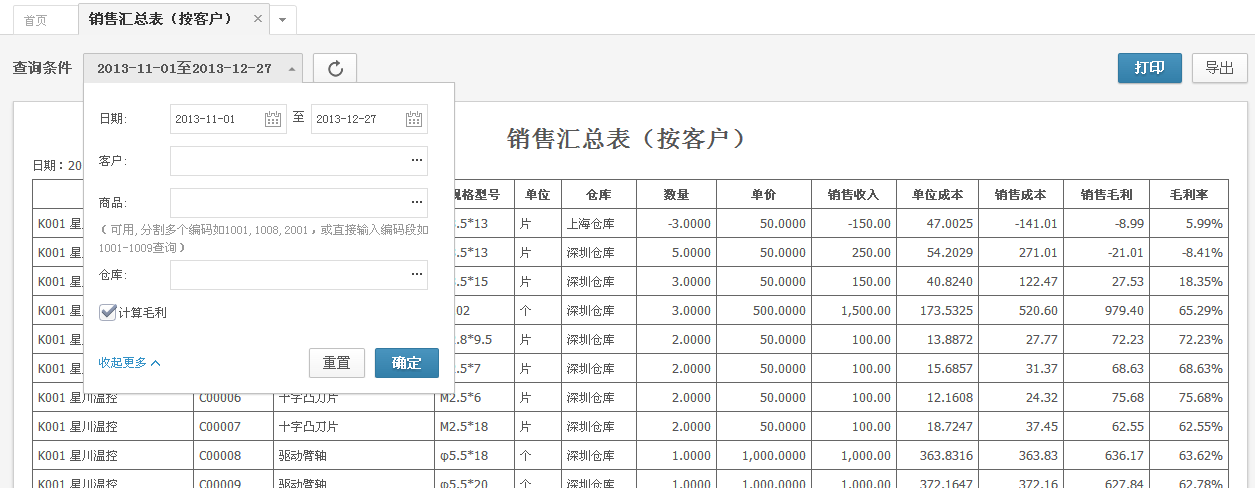 首页 销售汇总表（按客户）
查询条件 2013-11-01至2013-12-27 打印 导出
日期: 2013-11-01 至 2013-12-27
客户:
商品:
（可用,分割多个编码如1001,1008,2001，或直接输入编码段如
1001-1009查询）
仓库:
计算毛利
收起更多 重置 确定
销售汇总表（按客户）
日期：20
规格型号 单位 仓库 数量 单价 销售收入 单位成本 销售成本 销售毛利 毛利率
K001 星 .5*13 片 上海仓库 -3.0000 50.0000 -150.00 47.0025 -141.01 -8.99 5.99%
K001 星 .5*13 片 深圳仓库 5.0000 50.0000 250.00 54.2029 271.01 -21.01 -8.41%
K001 星 .5*15 片 深圳仓库 3.0000 50.0000 150.00 40.8240 122.47 27.53 18.35%
K001 星 02 个 深圳仓库 3.0000 500.0000 1,500.00 173.5325 520.60 979.40 65.29%
K001 星 .8*9.5 片 深圳仓库 2.0000 50.0000 100.00 13.8872 27.77 72.23 72.23%
K001 星 .5*7 片 深圳仓库 2.0000 50.0000 100.00 15.6857 31.37 68.63 68.63%
K001 星川温控 C00006 十字凸刀片 M2.5*6 片 深圳仓库 2.0000 50.0000 100.00 12.1608 24.32 75.68 75.68%
K001 星川温控 C00007 十字凸刀片 M2.5*18 片 深圳仓库 2.0000 50.0000 100.00 18.7247 37.45 62.55 62.55%
K001 星川温控 C00008 驱动臂轴 φ5.5*18 个 深圳仓库 1.0000 1,000.0000 1,000.00 363.8316 363.83 636.17 63.62%
K001 星川温控 C00009 驱动臂轴 φ5.5*20 个 深圳仓库 1.0000 1,000.0000 1,000.00 372.1647 372.16 627.84 62.78%